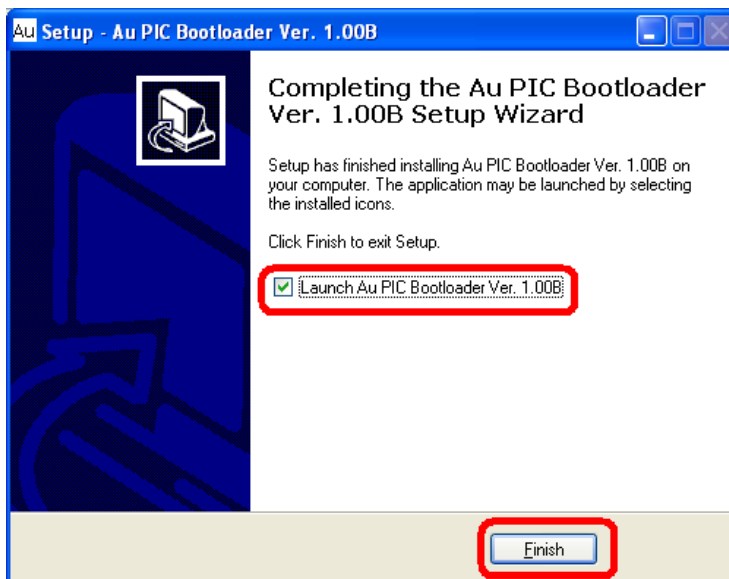 Au Setup - Au PIC Bootloader Ver. 1.00B
Completing the Au PIC Bootloader
Ver. 1.00B Setup Wizard
Setup has finished installing Au PIC Bootloader Ver. 1.00B on
your computer. The application may be launched by selecting
the installed icons.
Click Finish to exit Setup.
Launch Au PIC Bootloader Ver. 1.00B
Finish